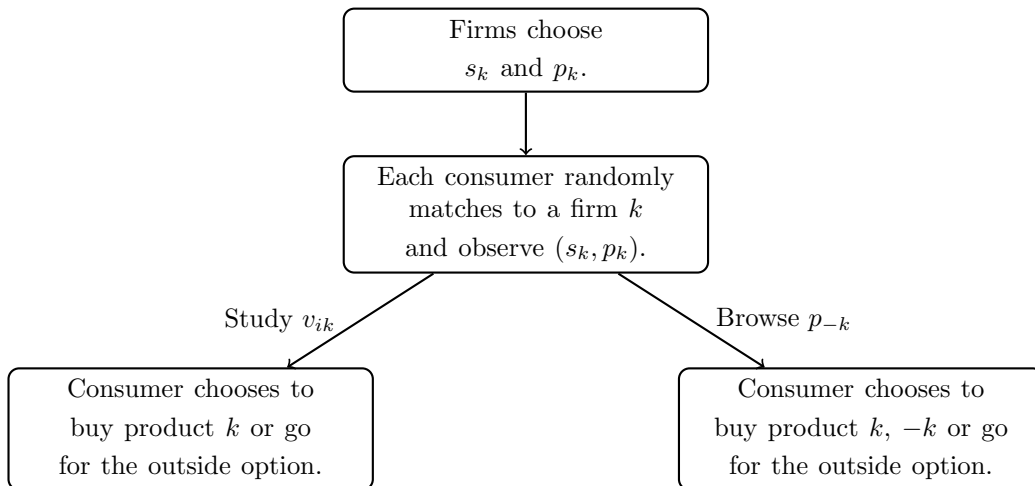 Firms choose
s_k and p_k.
Each consumer randomly
matches to a firm k
and observe (s_k, p_k).
Study v_{ik}
Browse p_{−k}
Consumer chooses to
buy product k or go
for the outside option.
Consumer chooses to
buy product k, −k or go
for the outside option.